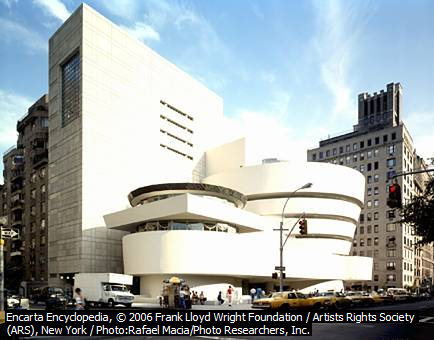 Encarta Encyclopedia, © 2006 Frank Lloyd Wright Foundation / Artists Rights Society
(ARS), New York / Photo:Rafael Macia/Photo Researchers, Inc.